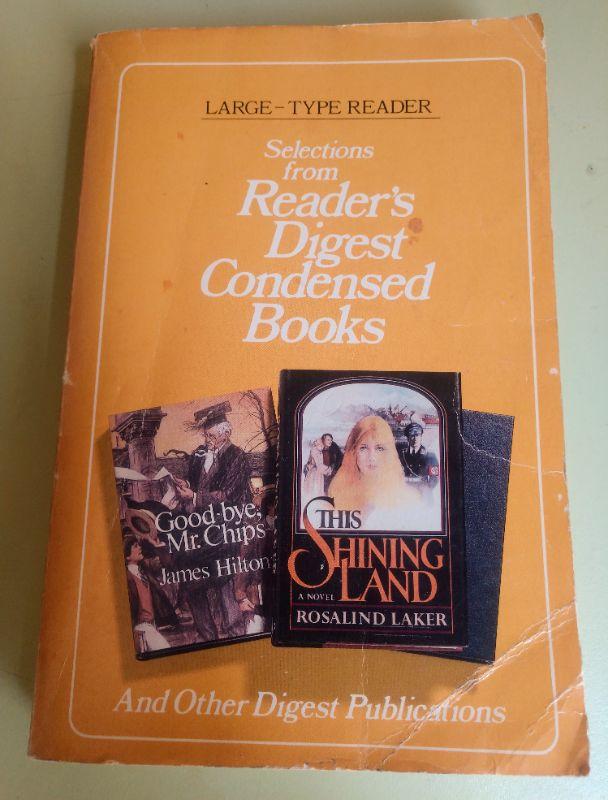 LARGE-TYPE READER
Selections
from
Reader's
Digest
Condensed
Books
Good-bye,
Mr. Chips
James Hilton
THIS
SHINING
LAND
A NOVEL
ROSALIND LAKER
And Other Digest Publications